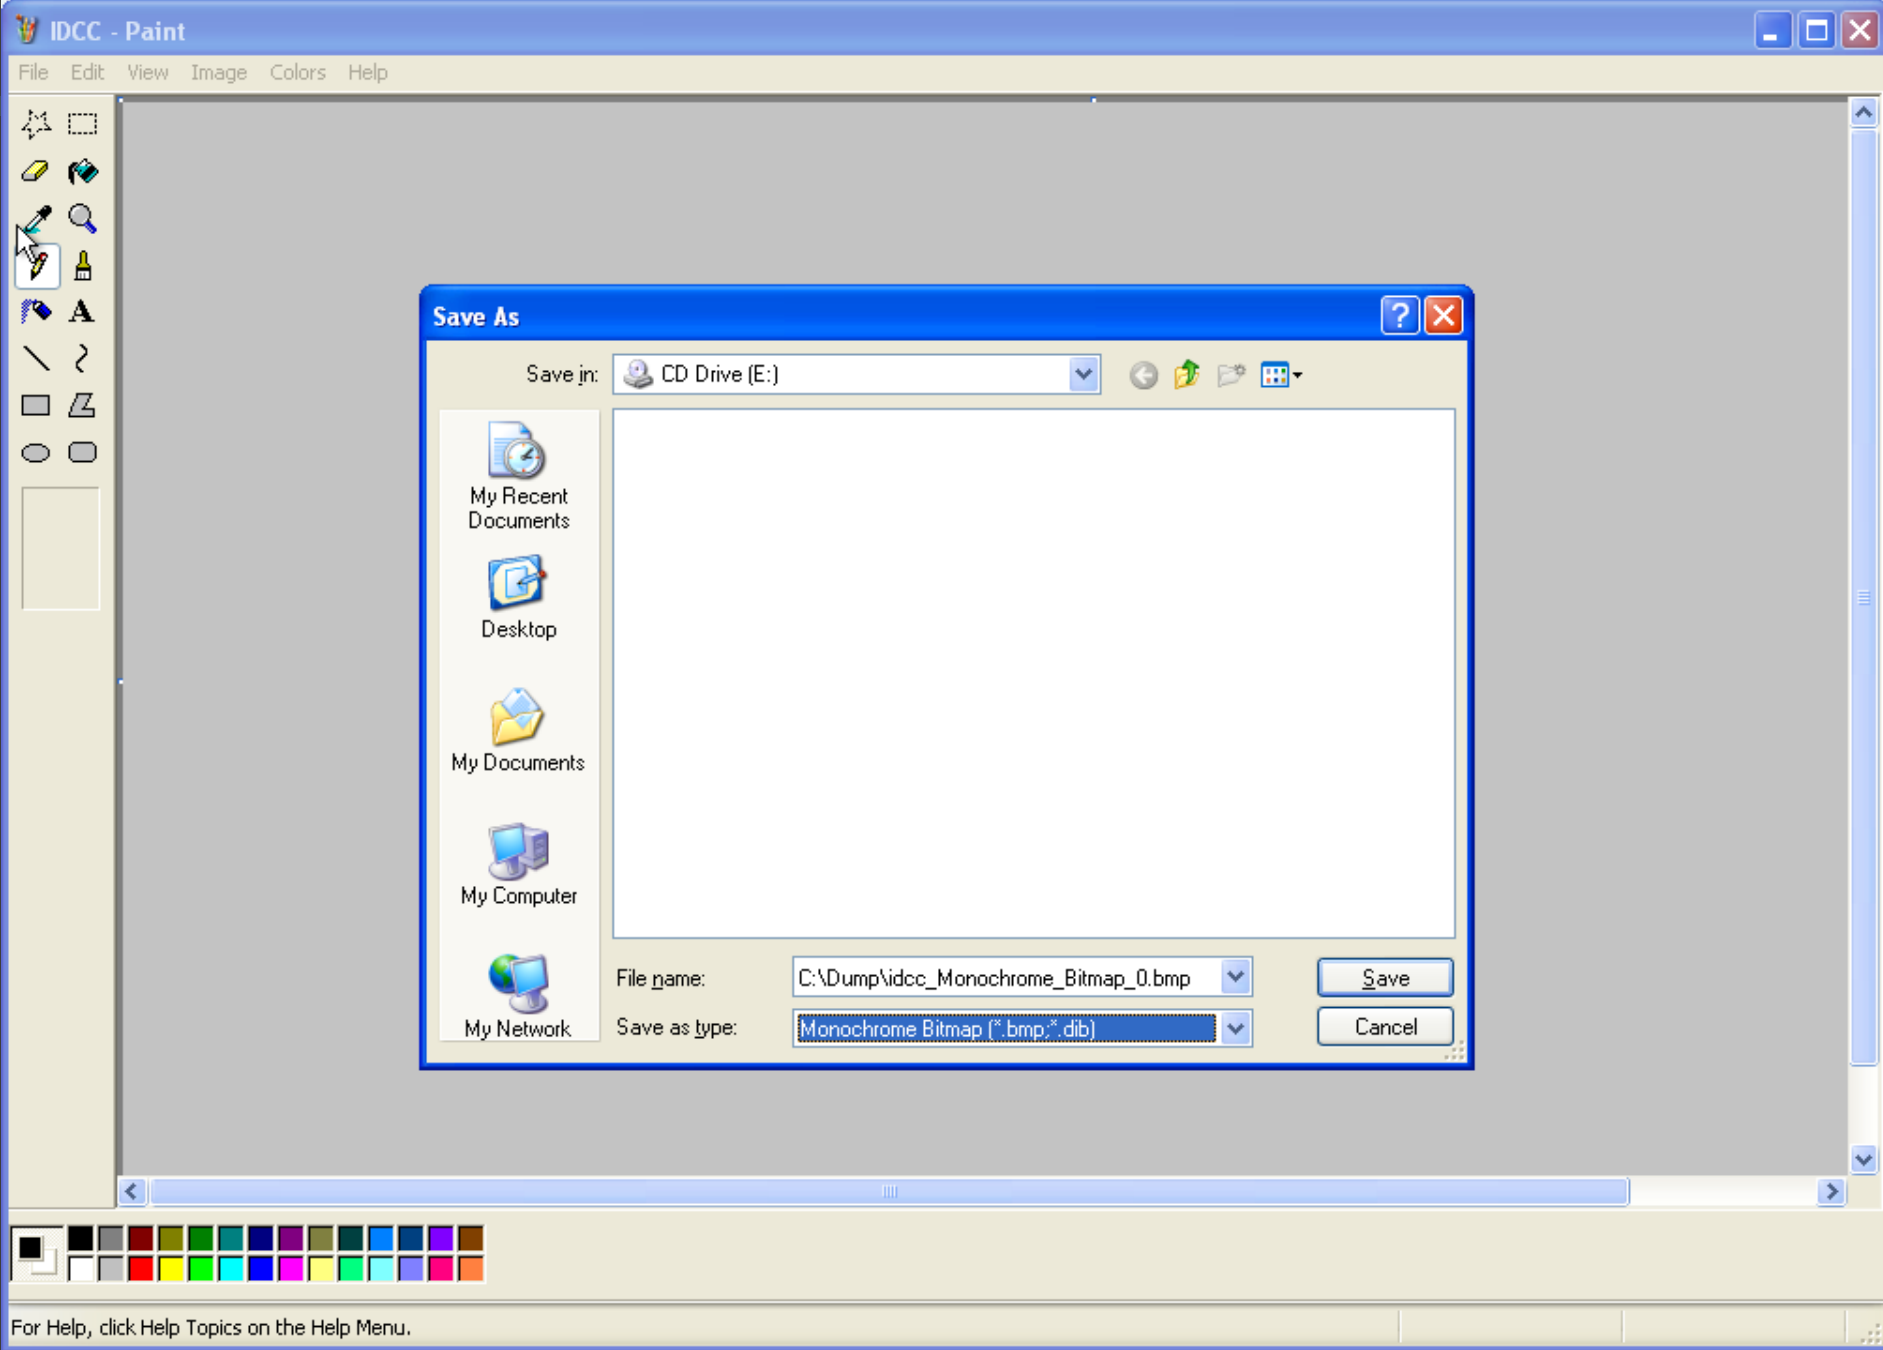 IDCC - Paint
File Edit View Image Colors Help
A
Save As
Save in: CD Drive (E:)
My Recent
Documents
Desktop
My Documents
My Computer
My Network
File name: C:\Dump\idcc_Monochrome_Bitmap_0.bmp Save
Save as type: Monochrome Bitmap (*.bmp;*.dib) Cancel
For Help, click Help Topics on the Help Menu.